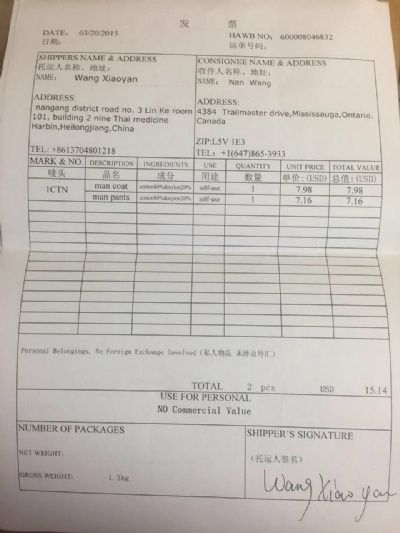 发 票
DATE: 03/20/2015 HAWB NO: 600008046832
日期: 运单号码:
SHIPPERS NAME & ADDRESS CONSIGNEE NAME & ADDRESS
托运人名称、地址: 收件人名称、地址:
NAME: Wang Xiaoyan NAME: Nan Wang
ADDRESS: ADDRESS:
nangang district road no. 3 Lin Ke room 4384 Trailmaster drive,Mississauga,Ontario.
101, building 2 nine Thai medicine Canada
Harbin,Heilongjiang,China
ZIP:L5V 1E3
TEL: +8613704801218 TEL: +1(647)865-3933
MARK & NO. DESCRIPTION INGREDIENTS USE QUANTITY UNIT PRICE TOTAL VALUE
唛头 品名 成分 用途 数量 单价: (USD) 总值: (USD)
1CTN man coat cotton80%&nylon20% self-use 1 7.98 7.98
man pants cotton80%&nylon20% self-use 1 7.16 7.16
Personal Belongings, No Foreign Exchange Involved (私人物品 未涉及外汇)
TOTAL 2 pcs USD 15.14
USE FOR PERSONAL
NO Commercial Value
NUMBER OF PACKAGES SHIPPER'S SIGNATURE
NET WEIGHT: (托运人签名)
GROSS WEIGHT: 1.3kg
Wang Xiao yan